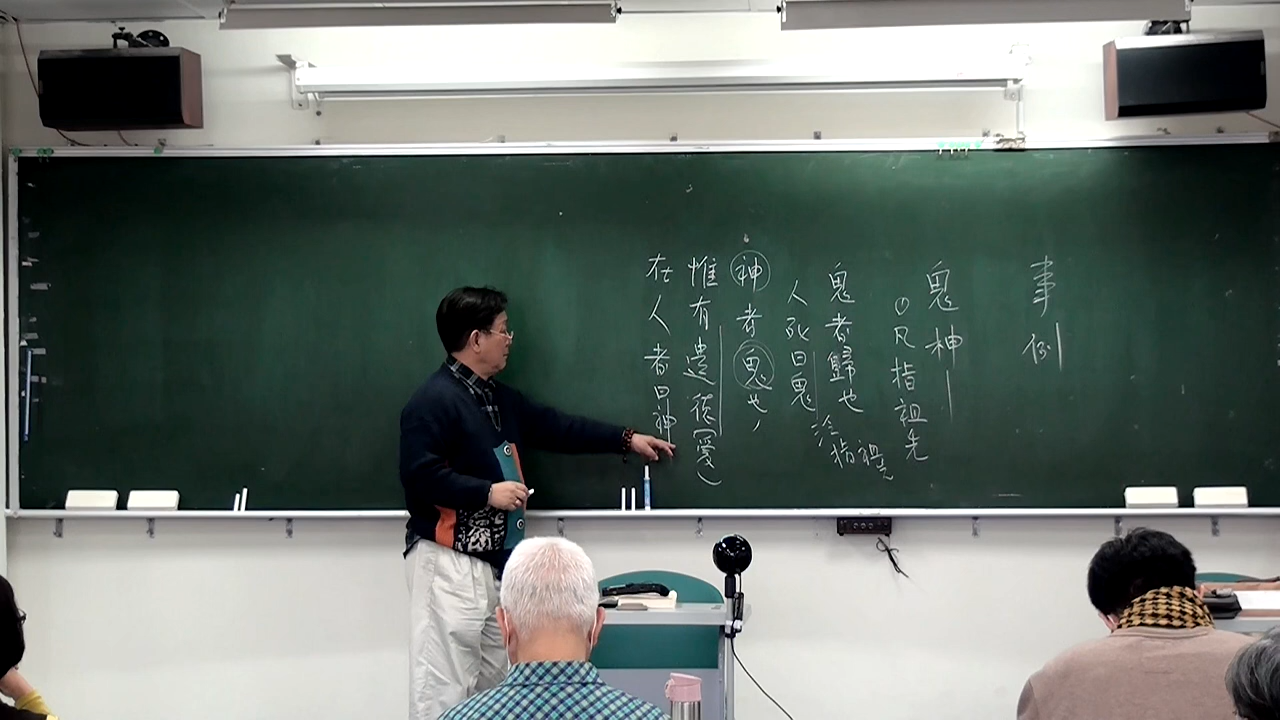 事例
鬼神
①凡指祖先
鬼者歸也
泛指祖先
人死曰鬼
神者鬼也，
惟有遺德(愛)
在人者曰神